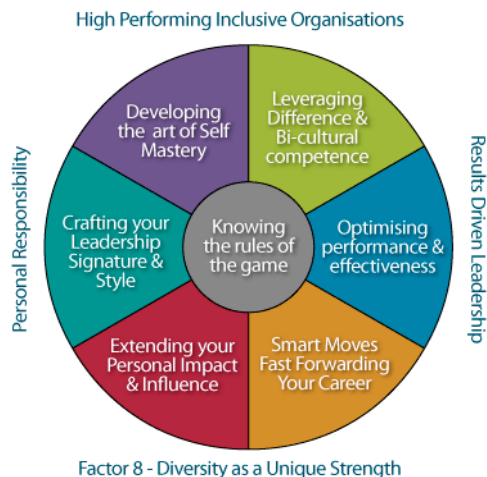 High Performing Inclusive Organisations
Developing
the art of Self
Mastery
Leveraging
Difference &
Bi-cultural
competence
Personal Responsibility
Results Driven Leadership
Crafting your
Leadership
Signature &
Style
Knowing
the rules of
the game
Optimising
performance &
effectiveness
Extending your
Personal Impact
& Influence
Smart Moves
Fast Forwarding
Your Career
Factor 8 - Diversity as a Unique Strength